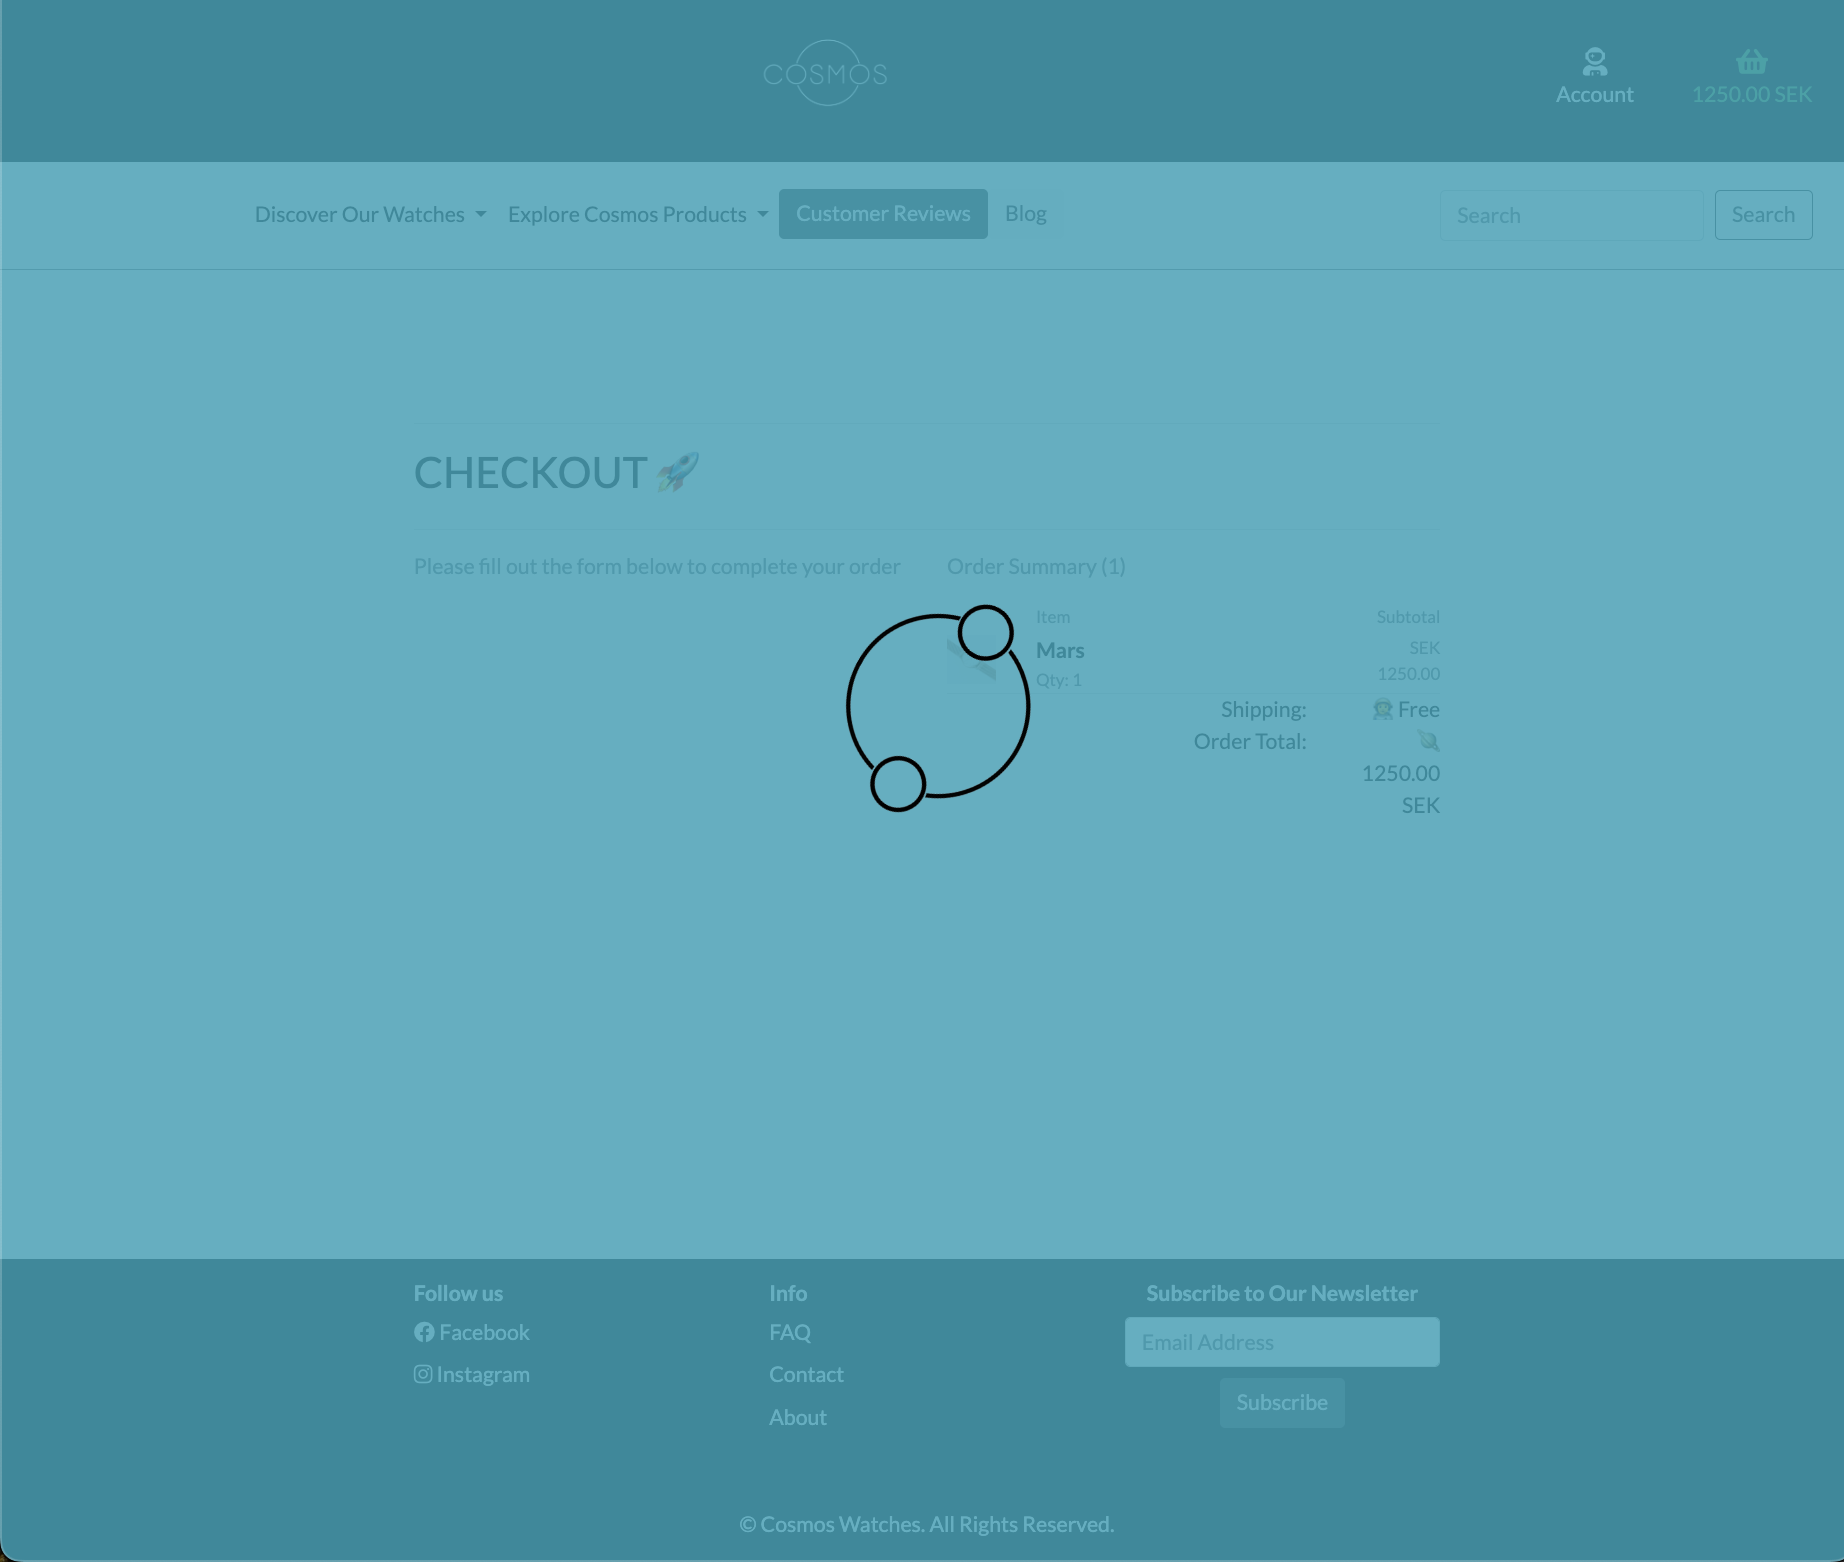 COSMOS
Account
1250.00 SEK
Discover Our Watches
Explore Cosmos Products
Customer Reviews
Blog
Search
Search
CHECKOUT 🚀
Please fill out the form below to complete your order
Order Summary (1)
Item
Subtotal
Mars
SEK
1250.00
Qty: 1
Shipping:
Free
Order Total:
1250.00
SEK
Follow us
Facebook
Instagram
Info
FAQ
Contact
About
Subscribe to Our Newsletter
Email Address
Subscribe
© Cosmos Watches. All Rights Reserved.